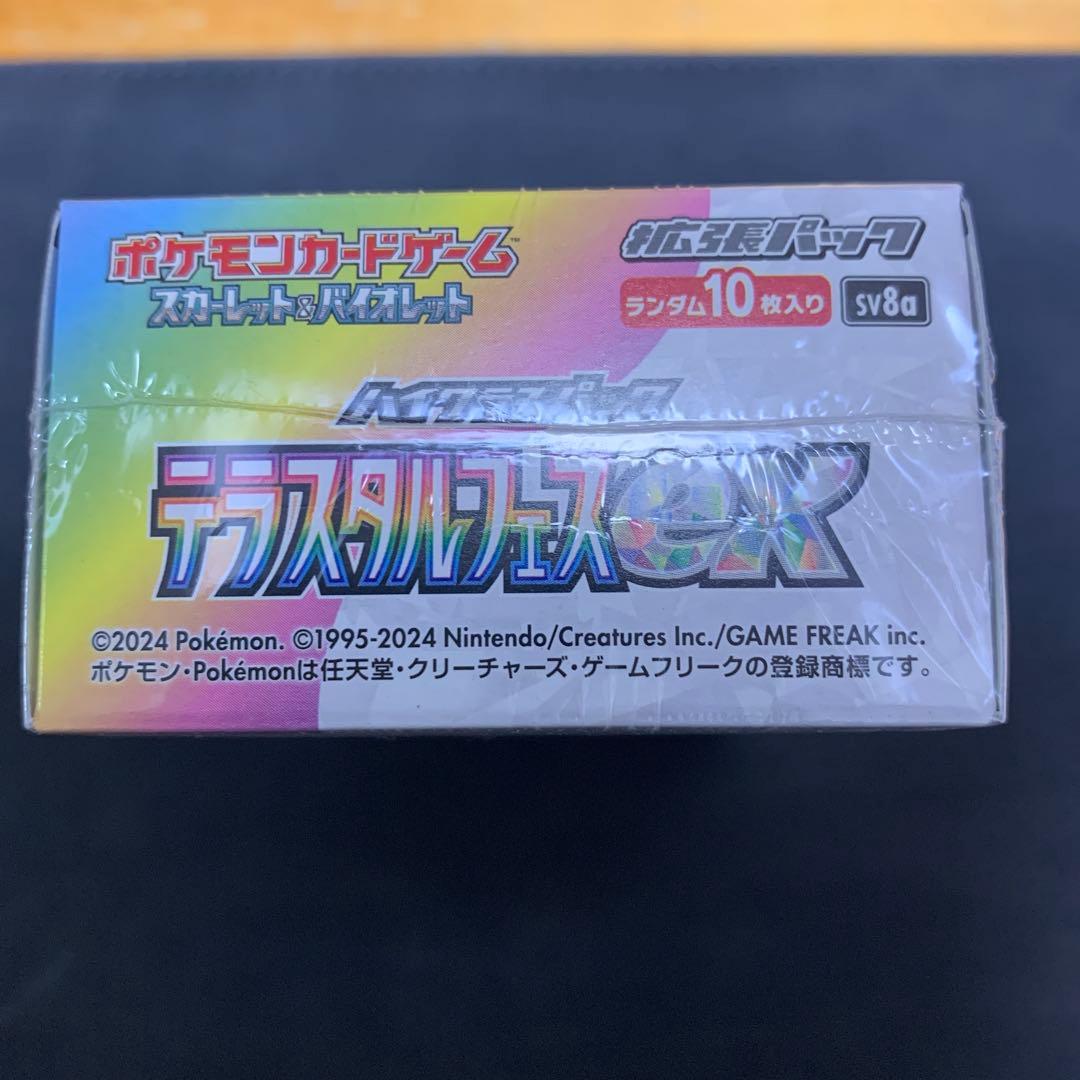 ポケモンカードゲーム™
スカーレット&バイオレット
拡張パック
ランダム10枚入り
sv8a
ハイクラスパック
テラスタル・フェスex
©2024 Pokémon. ©1995-2024 Nintendo/Creatures Inc./GAME FREAK inc.
ポケモン・Pokémonは任天堂・クリーチャーズ・ゲームフリークの登録商標です。